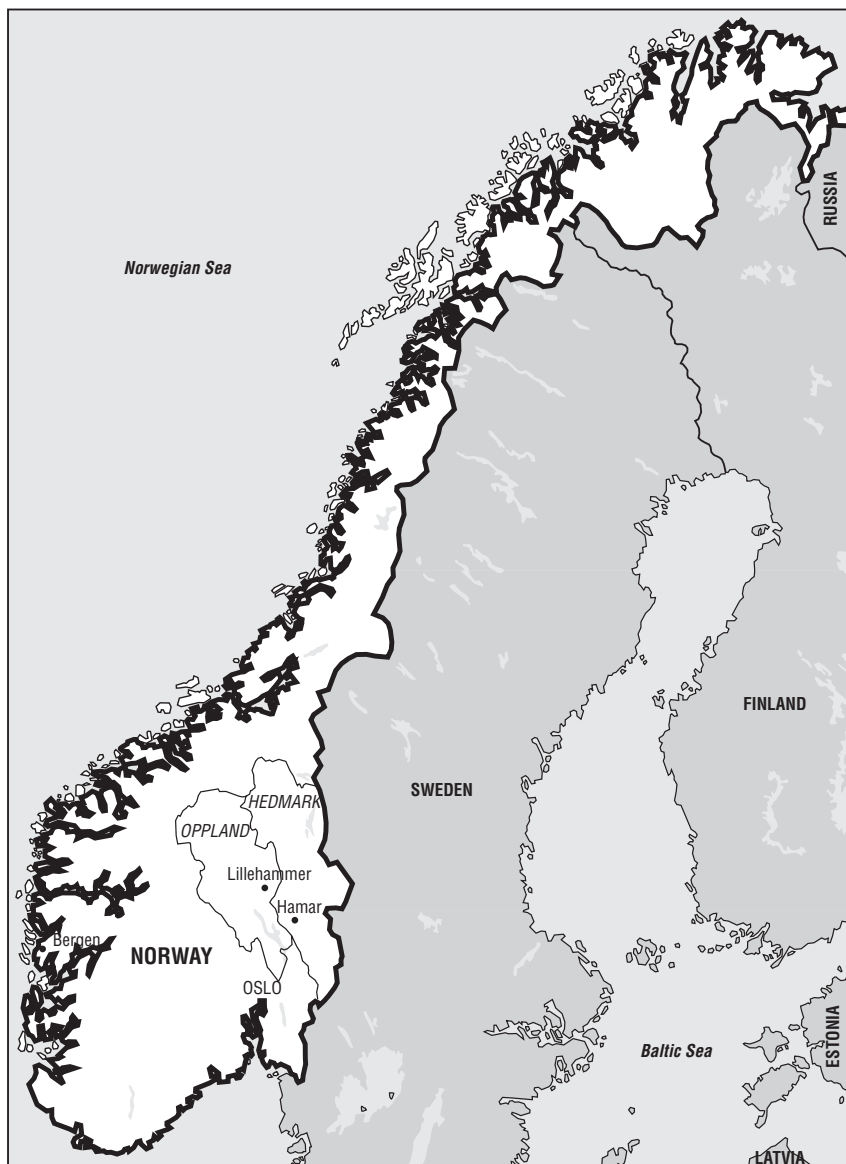 RUSSIA
Norwegian Sea
FINLAND
SWEDEN
HEDMARK
OPPLAND
Lillehammer
Hamar
Bergen
NORWAY
OSLO
Baltic Sea
ESTONIA
LATVIA